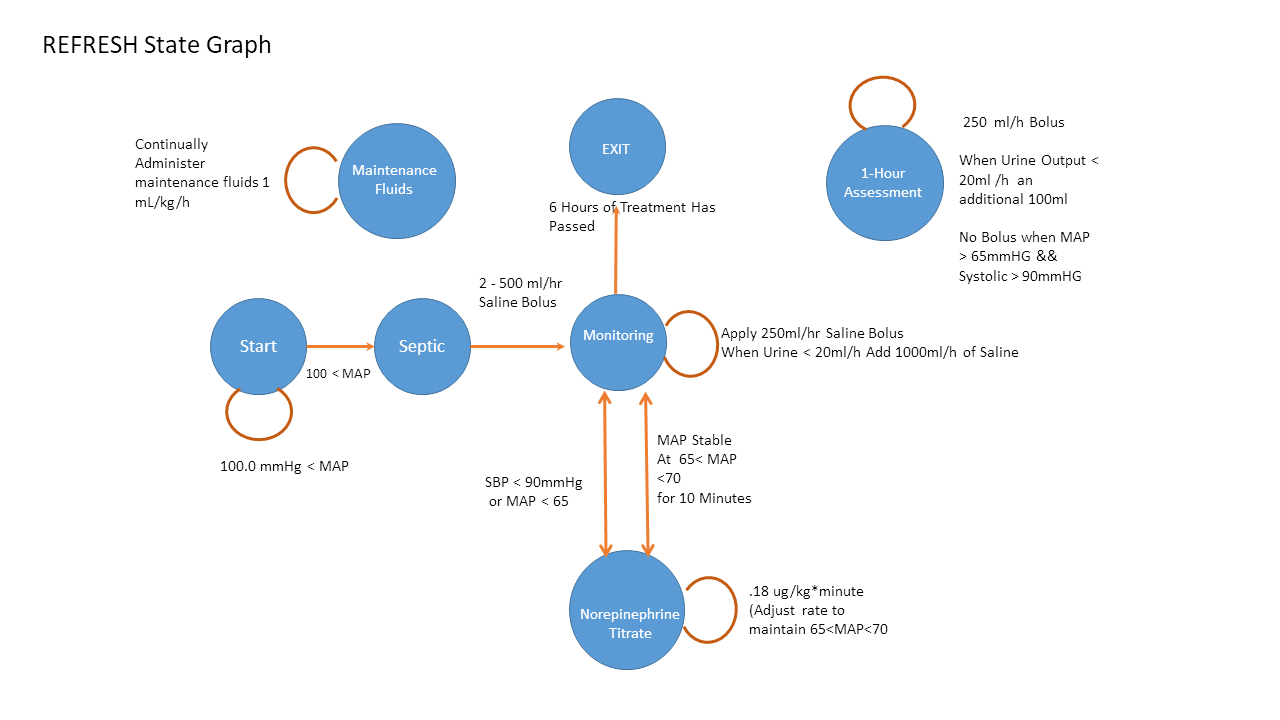 REFRESH State Graph
Continually
Administer
maintenance fluids 1
mL/kg/h
Maintenance
Fluids
EXIT
6 Hours of Treatment Has
Passed
1-Hour
Assessment
250 ml/h Bolus
When Urine Output <
20ml /h an
additional 100ml
No Bolus when MAP
> 65mmHG &&
Systolic > 90mmHG
Start
100 < MAP
100.0 mmHg < MAP
Septic
2 - 500 ml/hr
Saline Bolus
Monitoring
Apply 250ml/hr Saline Bolus
When Urine < 20ml/h Add 1000ml/h of Saline
SBP < 90mmHg
or MAP < 65
MAP Stable
At 65< MAP
<70
for 10 Minutes
Norepinephrine
Titrate
.18 ug/kg*minute
(Adjust rate to
maintain 65<MAP<70